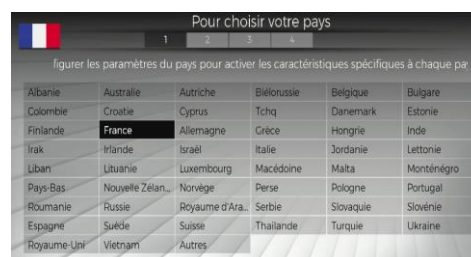 Pour choisir votre pays
1 2 3 4
figurer les paramètres du pays pour activer les caractéristiques spécifiques à chaque pa
Albanie Australie Autriche Biélorussie Belgique Bulgare
Colombie Croatie Cyprus Tchq Danemark Estonie
Finlande France Allemagne Grèce Hongrie Inde
Irak Irlande Israël Italie Jordanie Lettonie
Liban Lituanie Luxembourg Macédoine Malta Monténégro
Pays-Bas Nouvelle Zélan... Norvège Perse Pologne Portugal
Roumanie Russie Royaume d'Ara... Serbie Slovaquie Slovénie
Espagne Suède Suisse Thaïlande Turquie Ukraine
Royaume-Uni Vietnam Autres